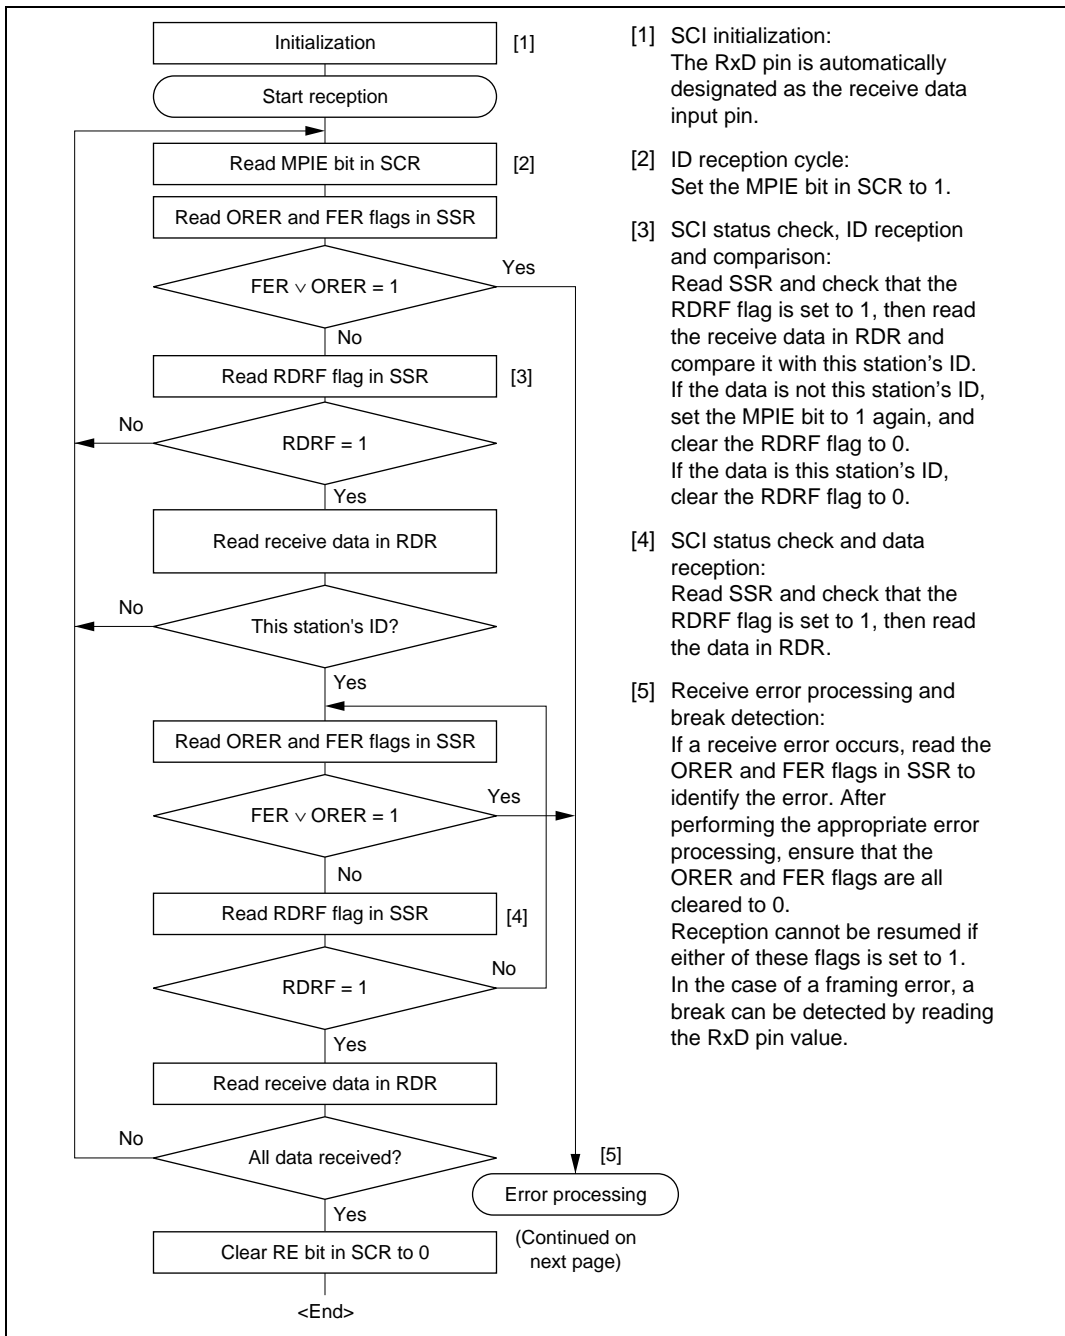 Initialization [1]
Start reception
Read MPIE bit in SCR [2]
Read ORER and FER flags in SSR
Yes
FER ∨ ORER = 1
No
Read RDRF flag in SSR [3]
No
RDRF = 1
Yes
Read receive data in RDR
No
This station's ID?
Yes
Read ORER and FER flags in SSR
Yes
FER ∨ ORER = 1
No
Read RDRF flag in SSR [4]
No
RDRF = 1
Yes
Read receive data in RDR
No
All data received?
[5]
Error processing
Yes
(Continued on
next page)
Clear RE bit in SCR to 0
<End>
[1] SCI initialization:
The RxD pin is automatically
designated as the receive data
input pin.
[2] ID reception cycle:
Set the MPIE bit in SCR to 1.
[3] SCI status check, ID reception
and comparison:
Read SSR and check that the
RDRF flag is set to 1, then read
the receive data in RDR and
compare it with this station's ID.
If the data is not this station's ID,
set the MPIE bit to 1 again, and
clear the RDRF flag to 0.
If the data is this station's ID,
clear the RDRF flag to 0.
[4] SCI status check and data
reception:
Read SSR and check that the
RDRF flag is set to 1, then read
the data in RDR.
[5] Receive error processing and
break detection:
If a receive error occurs, read the
ORER and FER flags in SSR to
identify the error. After
performing the appropriate error
processing, ensure that the
ORER and FER flags are all
cleared to 0.
Reception cannot be resumed if
either of these flags is set to 1.
In the case of a framing error, a
break can be detected by reading
the RxD pin value.